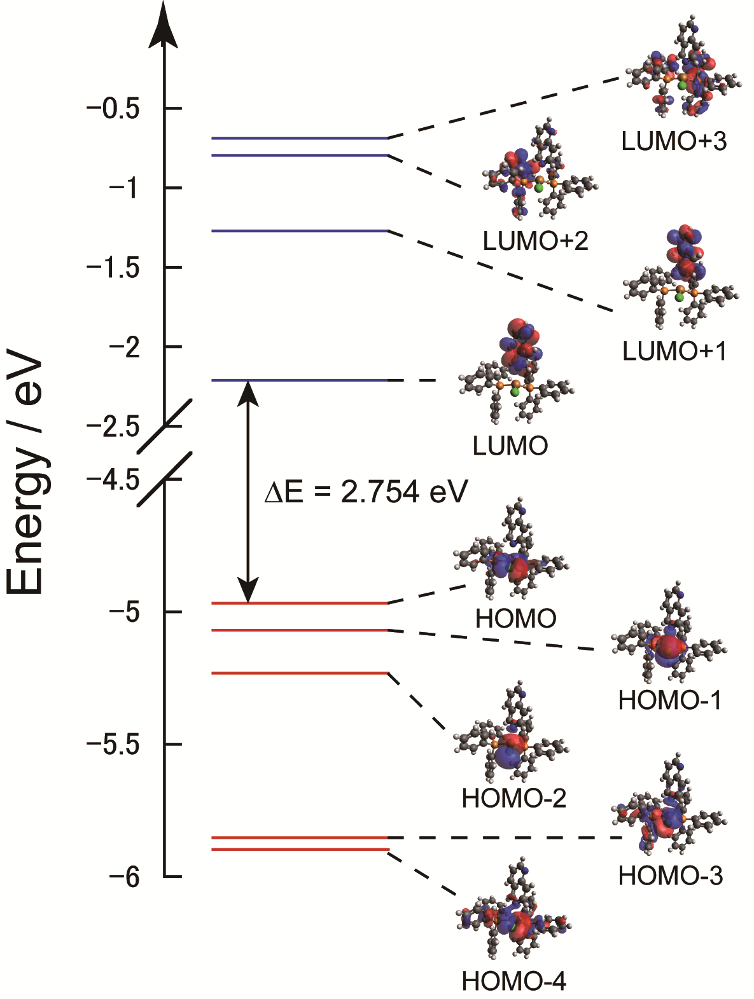 Energy / eV
−0.5
−1
−1.5
−2
−2.5
−4.5
−5
−5.5
−6
LUMO+3
LUMO+2
LUMO+1
LUMO
ΔE = 2.754 eV
HOMO
HOMO-1
HOMO-2
HOMO-3
HOMO-4